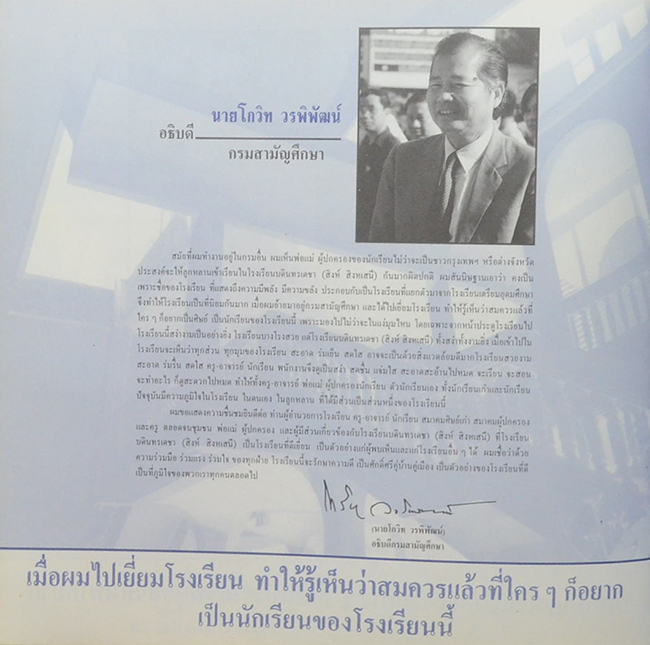 นายโกวิท วรพิพัฒน์
อธิบดี
กรมสามัญศึกษา
สมัยที่ผมทำงานอยู่ในกรมอื่น ผมเห็นพ่อแม่ ผู้ปกครองของนักเรียนไม่ว่าจะเป็นชาวกรุงเทพฯ หรือต่างจังหวัด
ประสงค์จะให้ลูกหลานเข้าเรียนในโรงเรียนบดินทรเดชา (สิงห์ สิงหเสนี) กันมากผิดปกติ ผมสันนิษฐานเอาว่า คงเป็น
เพราะชื่อของโรงเรียน ที่แสดงถึงความมีพลัง มีความขลัง ประกอบกับเป็นโรงเรียนที่แยกตัวมาจากโรงเรียนเตรียมอุดมศึกษา
จึงทำให้โรงเรียนเป็นที่นิยมกันมาก เมื่อผมย้ายมาอยู่กรมสามัญศึกษา และได้ไปเยี่ยมโรงเรียน ทำให้รู้เห็นว่าสมควรแล้วที่
ใคร ๆ ก็อยากเป็นศิษย์ เป็นนักเรียนของโรงเรียนนี้ เพราะมองไปไม่ว่าจะในแง่มุมไหน โดยเฉพาะจากหน้าประตูโรงเรียนไป
โรงเรียนนี้สง่างามเป็นอย่างยิ่ง โรงเรียนบางโรงสวย แต่โรงเรียนบดินทรเดชา (สิงห์ สิงหเสนี) ทั้งสง่าทั้งงามยิ่ง เมื่อเข้าไปใน
โรงเรียนจะเห็นว่าทุกส่วน ทุกมุมของโรงเรียน สะอาด ร่มเย็น สดใส อาจจะเป็นด้วยสิ่งแวดล้อมดีมากโรงเรียนสวยงาม
สะอาด ร่มรื่น สดใส ครู-อาจารย์ นักเรียน พนักงานจึงดูเป็นสง่า สดชื่น แจ่มใส สะอาดสะอ้านไปหมด จะเรียน จะสอน
จะทำอะไร ก็ดูสะดวกไปหมด ทำให้ทั้งครู-อาจารย์ พ่อแม่ ผู้ปกครองนักเรียน ตัวนักเรียนเอง ทั้งนักเรียนเก่าและนักเรียน
ปัจจุบันมีความภูมิใจในโรงเรียน ในตนเอง ในลูกหลาน ที่ได้มีส่วนเป็นส่วนหนึ่งของโรงเรียนนี้
ผมขอแสดงความชื่นชมยินดีต่อ ท่านผู้อำนวยการโรงเรียน ครู-อาจารย์ นักเรียน สมาคมศิษย์เก่า สมาคมผู้ปกครอง
และครู ตลอดจนชุมชน พ่อแม่ ผู้ปกครอง และผู้มีส่วนเกี่ยวข้องกับโรงเรียนบดินทรเดชา (สิงห์ สิงหเสนี) ที่โรงเรียน
บดินทรเดชา (สิงห์ สิงหเสนี) เป็นโรงเรียนที่ดีเยี่ยม เป็นตัวอย่างแก่ผู้พบเห็นและแก่โรงเรียนอื่น ๆ ได้ ผมเชื่อว่าด้วย
ความร่วมมือ ร่วมแรง ร่วมใจ ของทุกฝ่าย โรงเรียนนี้จะรักษาความดี เป็นศักดิ์ศรีคู่บ้านคู่เมือง เป็นตัวอย่างของโรงเรียนที่ดี
เป็นที่ภูมิใจของพวกเราทุกคนตลอดไป
(นายโกวิท วรพิพัฒน์)
อธิบดีกรมสามัญศึกษา
เมื่อผมไปเยี่ยมโรงเรียน ทำให้รู้เห็นว่าสมควรแล้วที่ใคร ๆ ก็อยาก
เป็นนักเรียนของโรงเรียนนี้